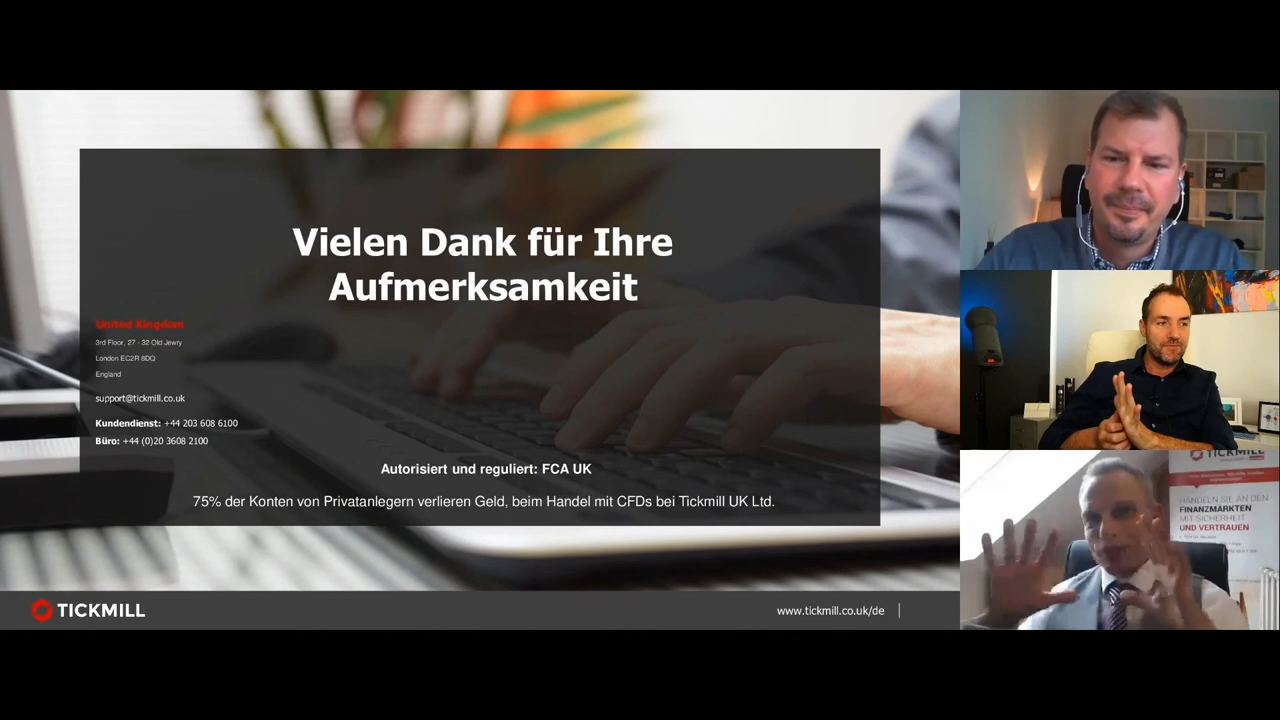 Vielen Dank für Ihre
Aufmerksamkeit
United Kingdom
3rd Floor, 27 - 32 Old Jewry
London EC2R 8DQ
England
support@tickmill.co.uk
Kundendienst: +44 203 608 6100
Büro: +44 (0)20 3608 2100
Autorisiert und reguliert: FCA UK
75% der Konten von Privatanlegern verlieren Geld, beim Handel mit CFDs bei Tickmill UK Ltd.
TICKMILL
www.tickmill.co.uk/de
TICKMILL
HANDELN SIE AN DEN
FINANZMÄRKTEN
MIT SICHERHEIT
UND VERTRAUEN